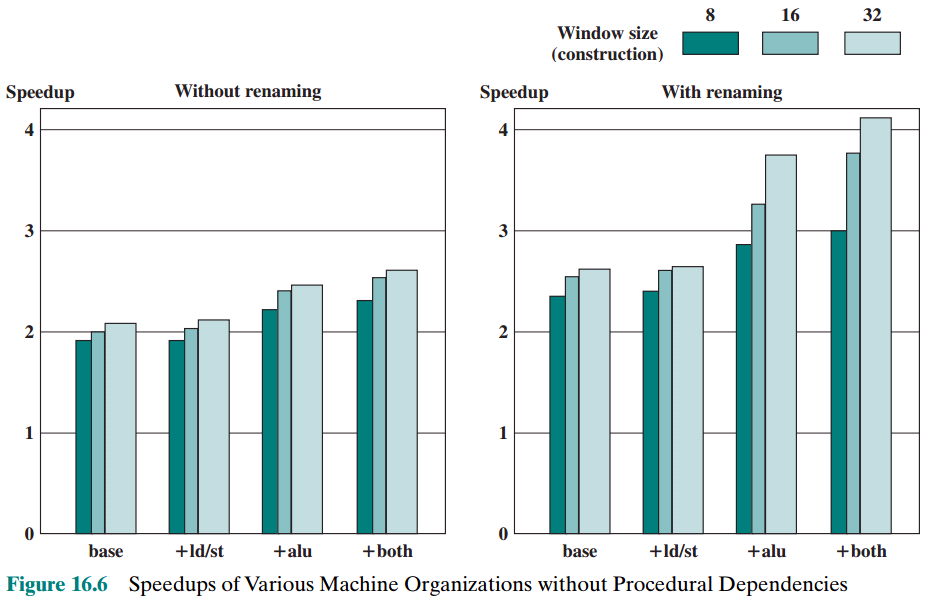 8 16 32
Window size
(construction)
Speedup Without renaming
4
3
2
1
0
base +ld/st +alu +both
Speedup With renaming
4
3
2
1
0
base +ld/st +alu +both
Figure 16.6 Speedups of Various Machine Organizations without Procedural Dependencies